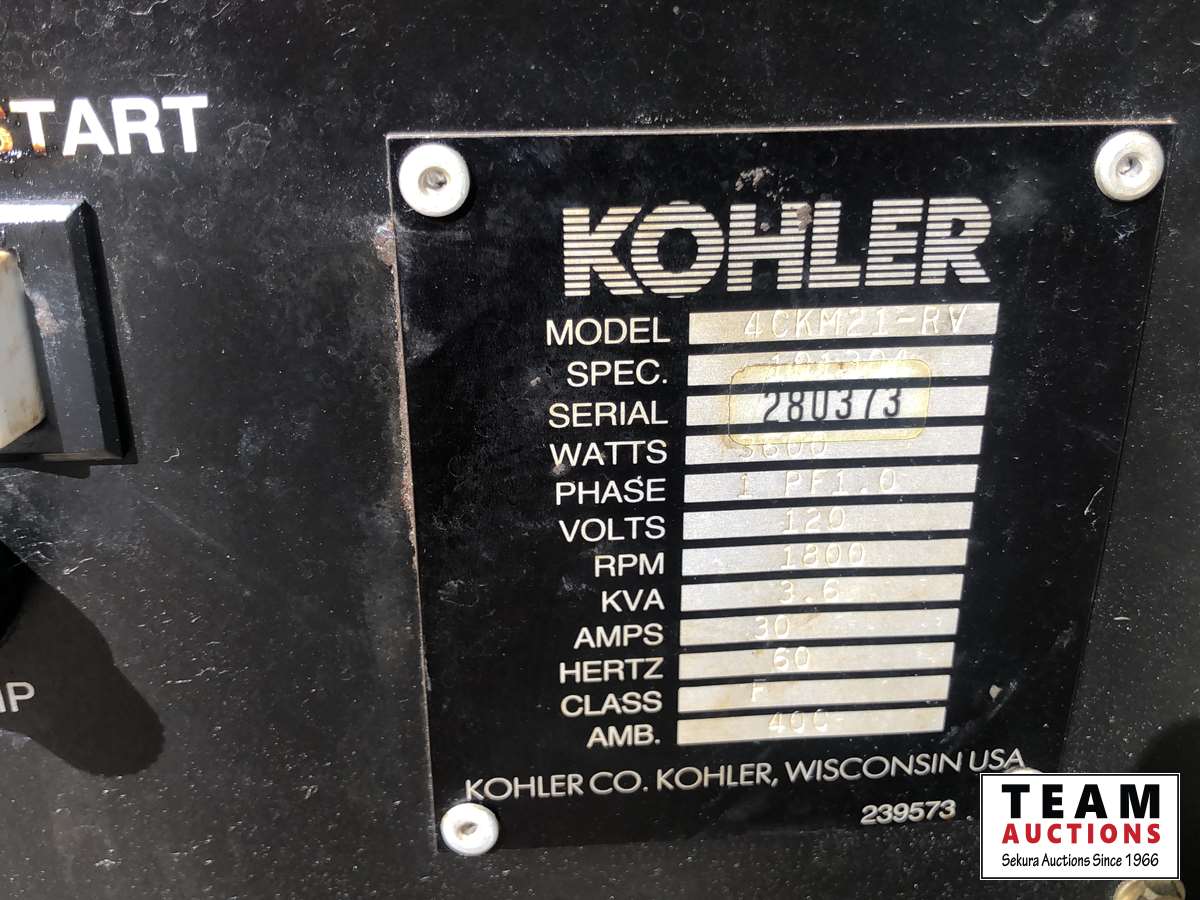 START
KOHLER
MODEL 4CKM21-RV
SPEC.
SERIAL 280373
WATTS 3600
PHASE 1 PF1.0
VOLTS 120
RPM 1800
KVA 3.6
AMPS 30
HERTZ 60
CLASS F
AMB. 40C
KOHLER CO. KOHLER, WISCONSIN USA
239573
TEAM
AUCTIONS
Sekura Auctions Since 1966